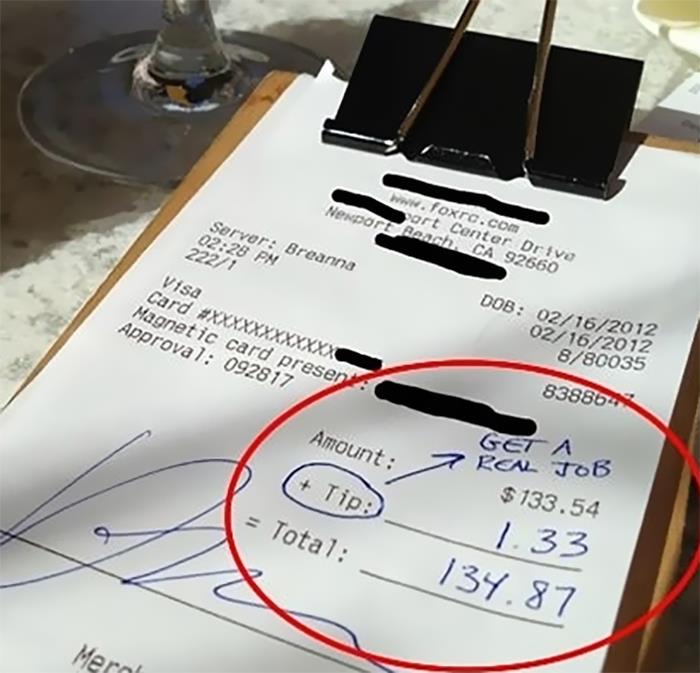 www.foxrc.com
port Center Drive
Newport Beach, CA 92660
Server: Breanna
02:28 PM
222/1
DOB: 02/16/2012
02/16/2012
8/80035
Visa
8388647
Card #XXXXXXXXXXXX
Magnetic card present:
Approval: 092817
GET A
REAL JOB
Amount: $133.54
+ Tip: 1.33
= Total: 134.87